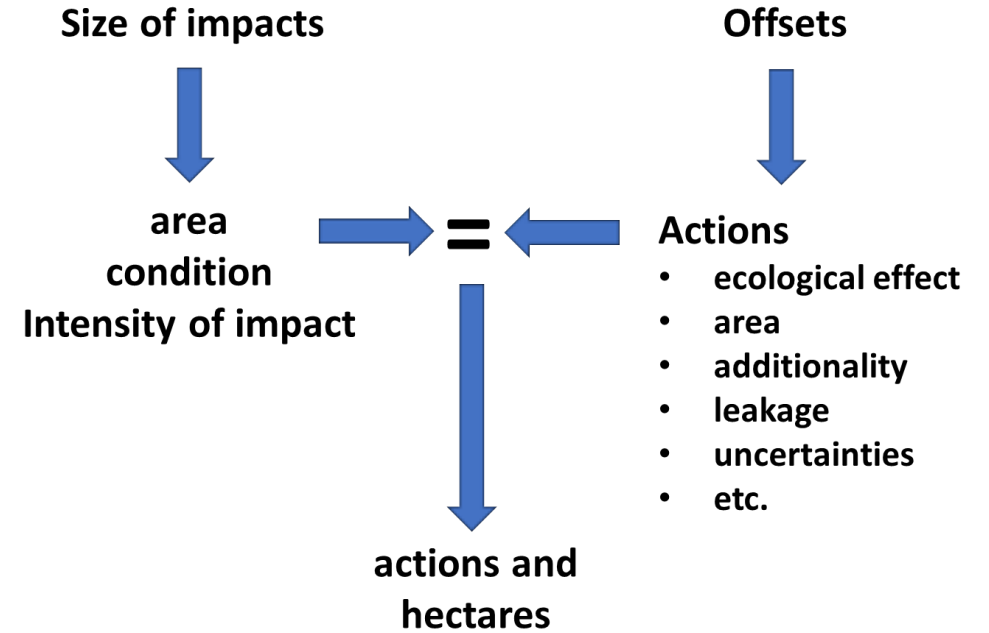 Size of impacts
Offsets
area
condition
Intensity of impact
=
Actions
• ecological effect
• area
• additionality
• leakage
• uncertainties
• etc.
actions and
hectares